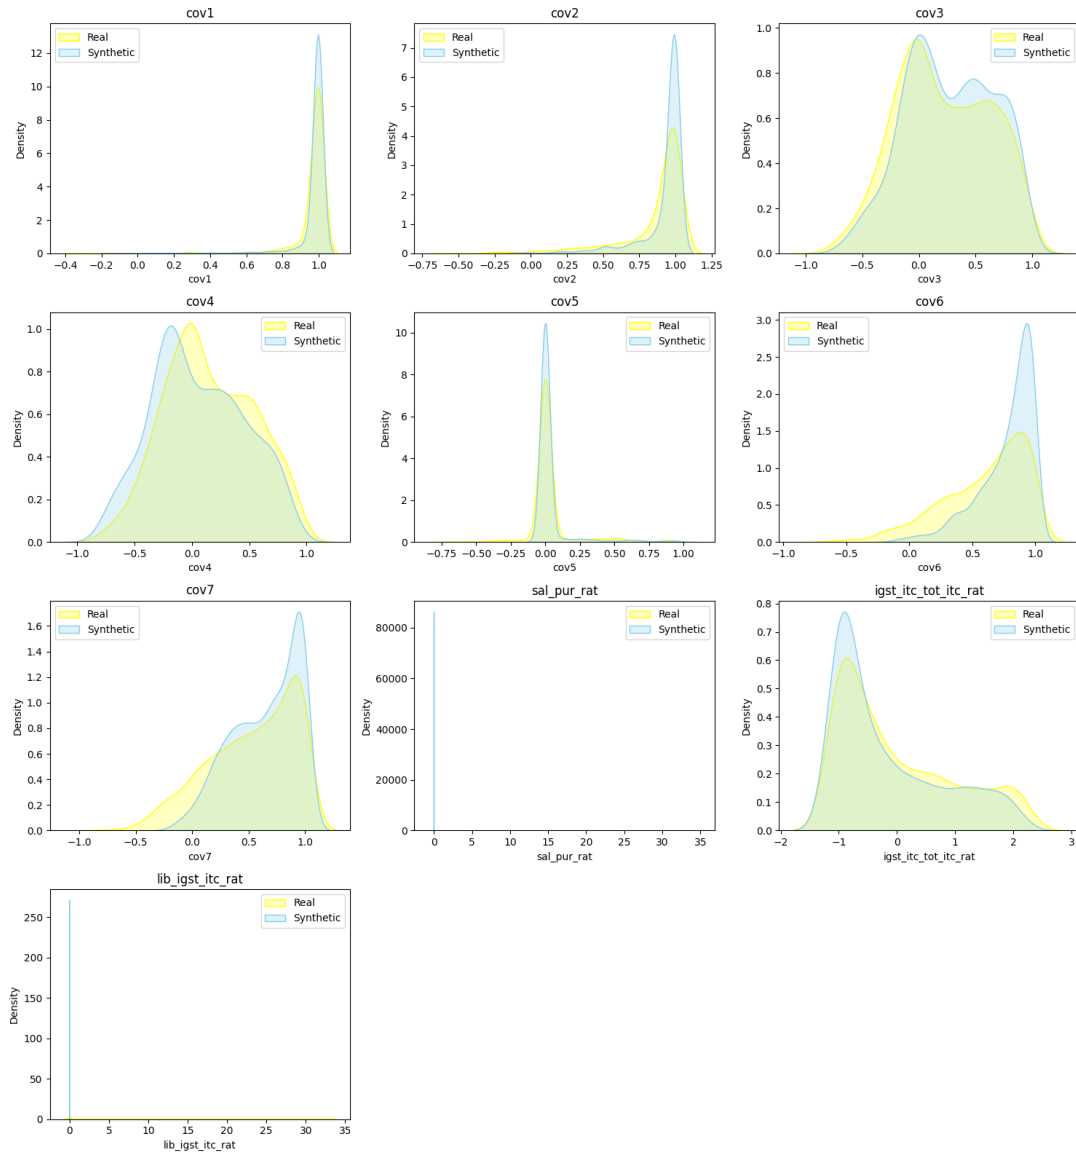 cov1
Real
Synthetic
Density
0
2
4
6
8
10
12
−0.4
−0.2
0.0
0.2
0.4
0.6
0.8
1.0
cov1
cov2
Real
Synthetic
Density
0
1
2
3
4
5
6
7
−0.75
−0.50
−0.25
0.00
0.25
0.50
0.75
1.00
1.25
cov2
cov3
Real
Synthetic
Density
0.0
0.2
0.4
0.6
0.8
1.0
−1.0
−0.5
0.0
0.5
1.0
cov3
cov4
Real
Synthetic
Density
0.0
0.2
0.4
0.6
0.8
1.0
−1.0
−0.5
0.0
0.5
1.0
cov4
cov5
Real
Synthetic
Density
0
2
4
6
8
10
−0.75
−0.50
−0.25
0.00
0.25
0.50
0.75
1.00
cov5
cov6
Real
Synthetic
Density
0.0
0.5
1.0
1.5
2.0
2.5
3.0
−1.0
−0.5
0.0
0.5
1.0
cov6
cov7
Real
Synthetic
Density
0.0
0.2
0.4
0.6
0.8
1.0
1.2
1.4
1.6
−1.0
−0.5
0.0
0.5
1.0
cov7
sal_pur_rat
Real
Synthetic
Density
0
20000
40000
60000
80000
0
5
10
15
20
25
30
35
sal_pur_rat
igst_itc_tot_itc_rat
Real
Synthetic
Density
0.0
0.1
0.2
0.3
0.4
0.5
0.6
0.7
0.8
−2
−1
0
1
2
3
igst_itc_tot_itc_rat
lib_igst_itc_rat
Real
Synthetic
Density
0
50
100
150
200
250
0
5
10
15
20
25
30
35
lib_igst_itc_rat